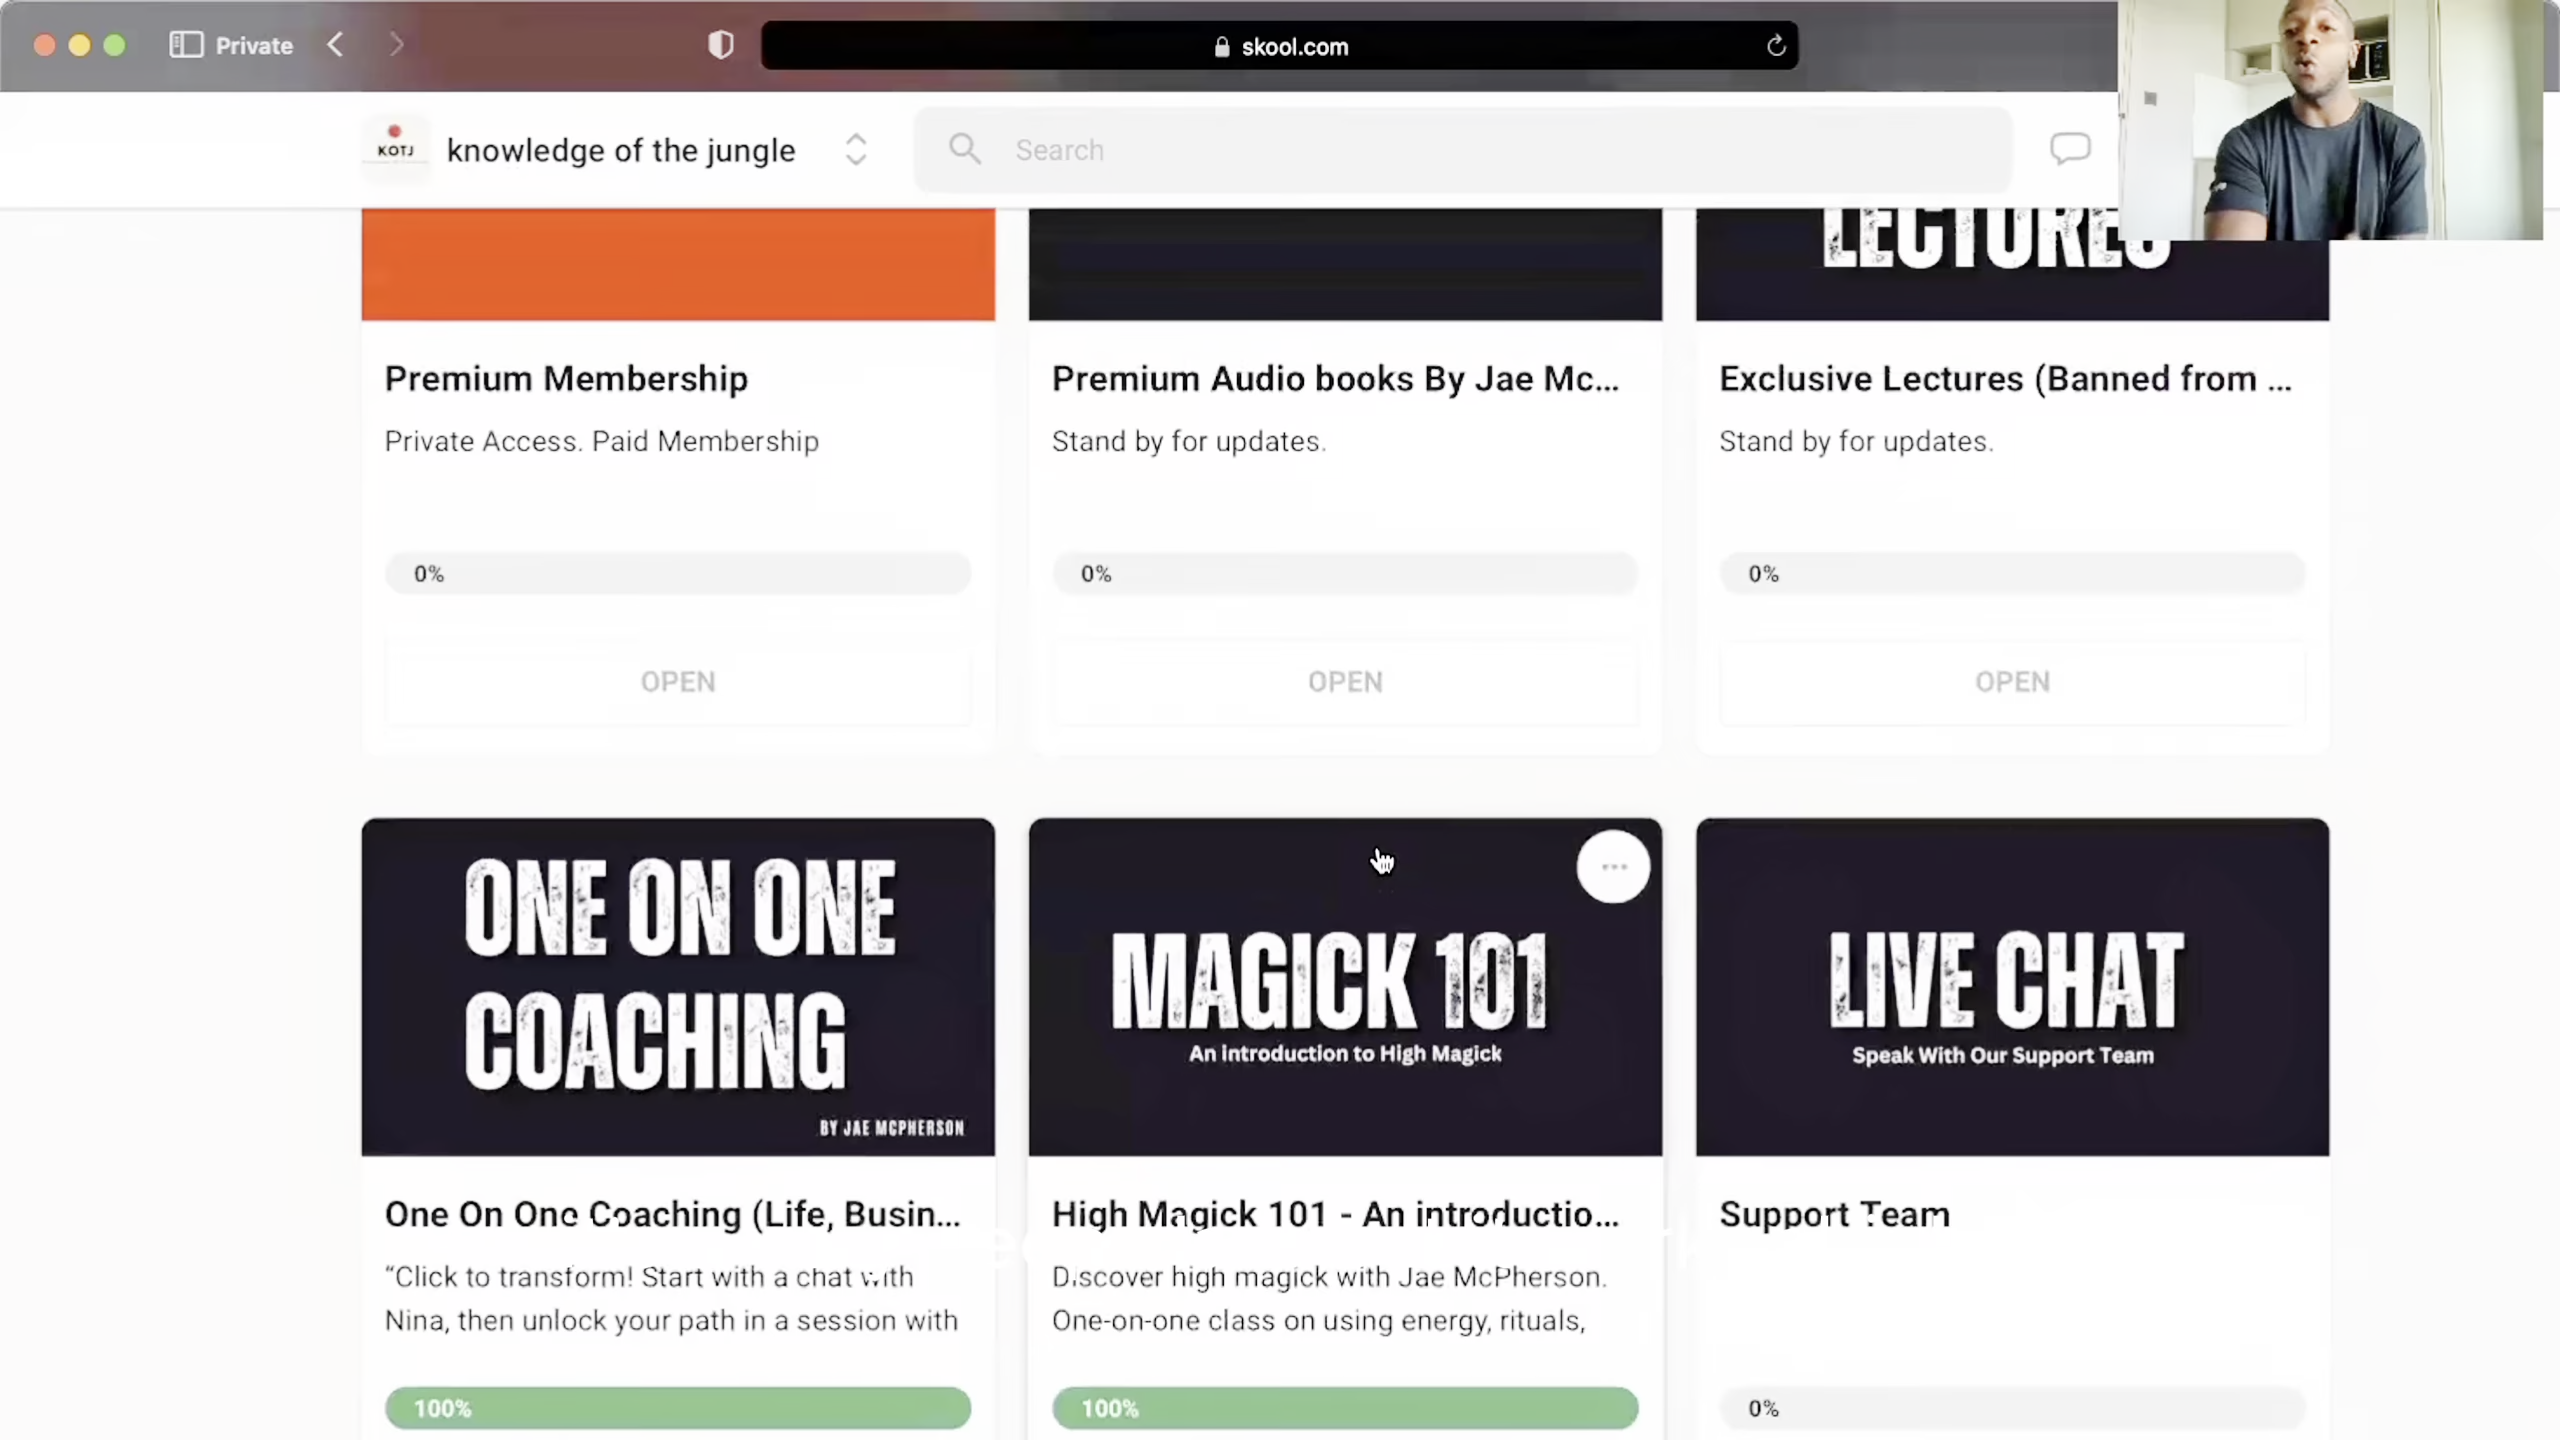 Private
skool.com
KOTJ
knowledge of the jungle
Search
LECTURES
Premium Membership
Private Access. Paid Membership
0%
OPEN
Premium Audio books By Jae Mc...
Stand by for updates.
0%
OPEN
Exclusive Lectures (Banned from ...
Stand by for updates.
0%
OPEN
ONE ON ONE
COACHING
BY JAE MCPHERSON
One On One Coaching (Life, Busin...
“Click to transform! Start with a chat with
Nina, then unlock your path in a session with
100%
MAGICK 101
An introduction to High Magick
High Magick 101 - An introductio...
Discover high magick with Jae McPherson.
One-on-one class on using energy, rituals,
100%
LIVE CHAT
Speak With Our Support Team
Support Team
0%